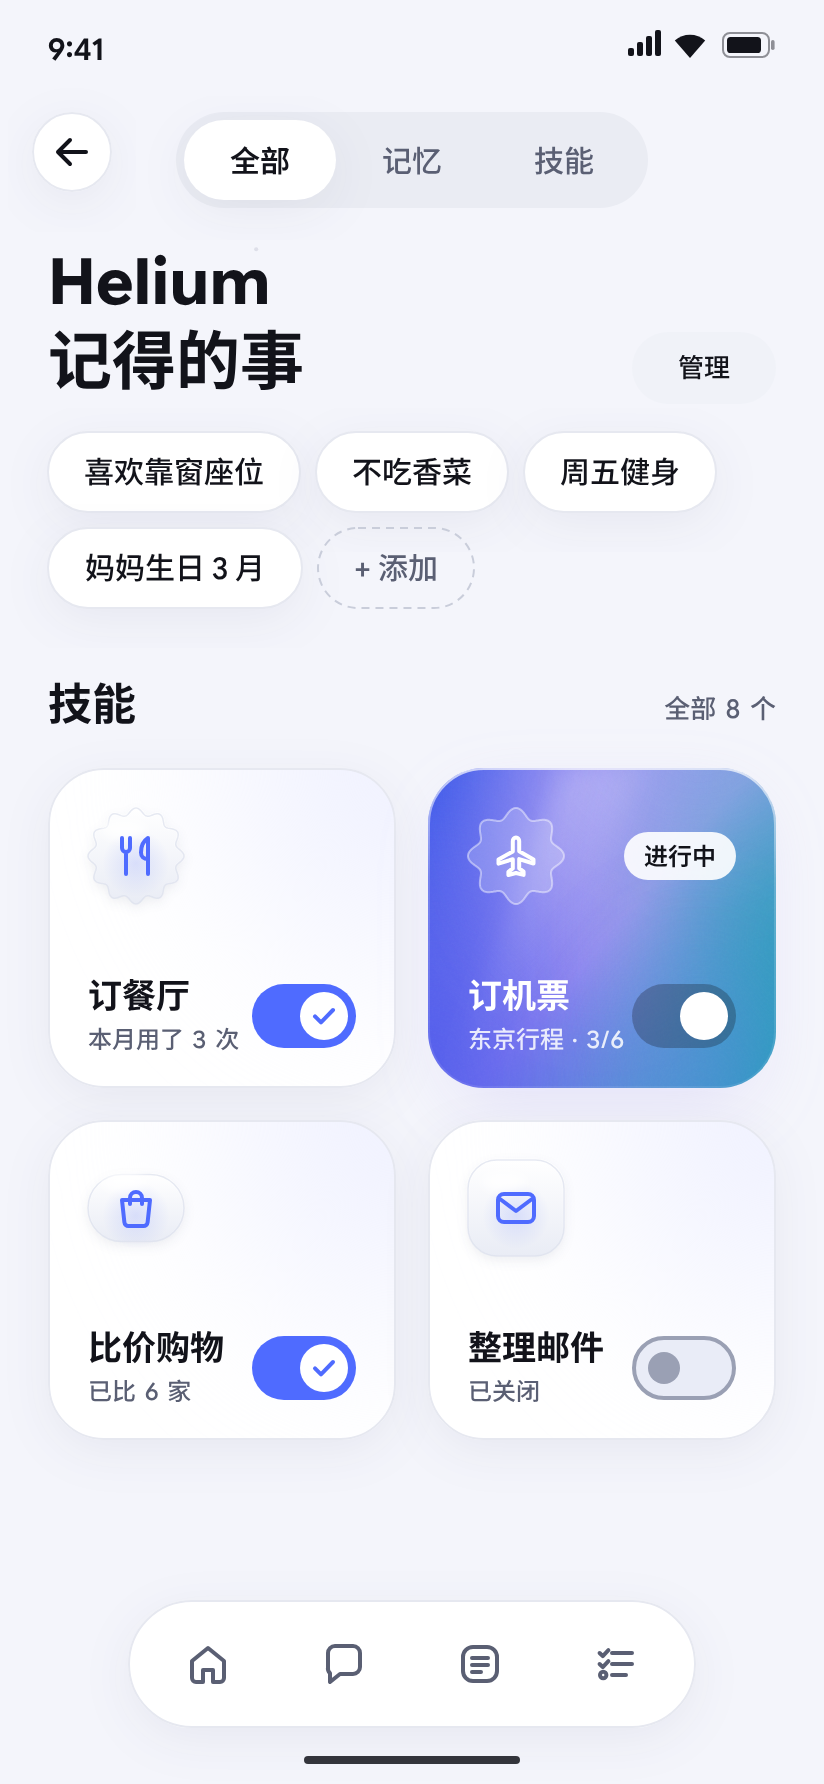 9:41
全部 记忆 技能
Helium
记得的事
管理
喜欢靠窗座位 不吃香菜 周五健身
妈妈生日 3 月 + 添加
技能
全部 8 个
进行中
订餐厅
本月用了 3 次
订机票
东京行程 · 3/6
比价购物
已比 6 家
整理邮件
已关闭